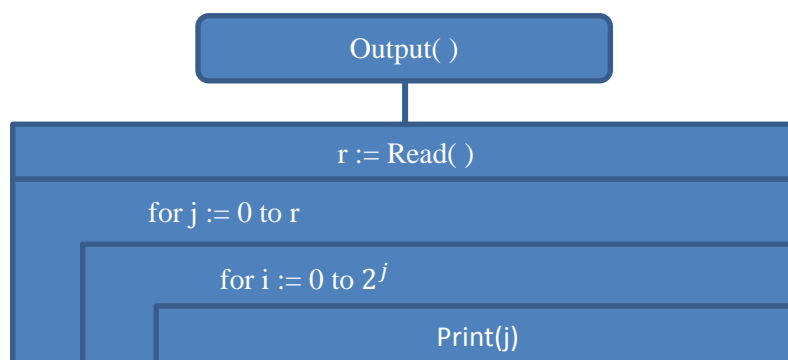 Output( )
r := Read( )
for j := 0 to r
for i := 0 to 2^j
Print(j)